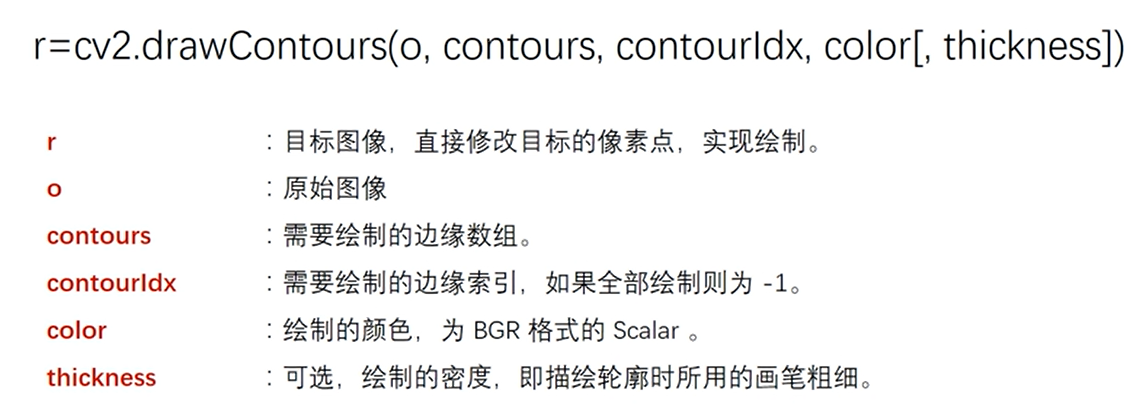 r=cv2.drawContours(o, contours, contourIdx, color[, thickness])
r ：目标图像，直接修改目标的像素点，实现绘制。
o ：原始图像
contours ：需要绘制的边缘数组。
contourIdx ：需要绘制的边缘索引，如果全部绘制则为 -1。
color ：绘制的颜色，为 BGR 格式的 Scalar 。
thickness ：可选，绘制的密度，即描绘轮廓时所用的画笔粗细。